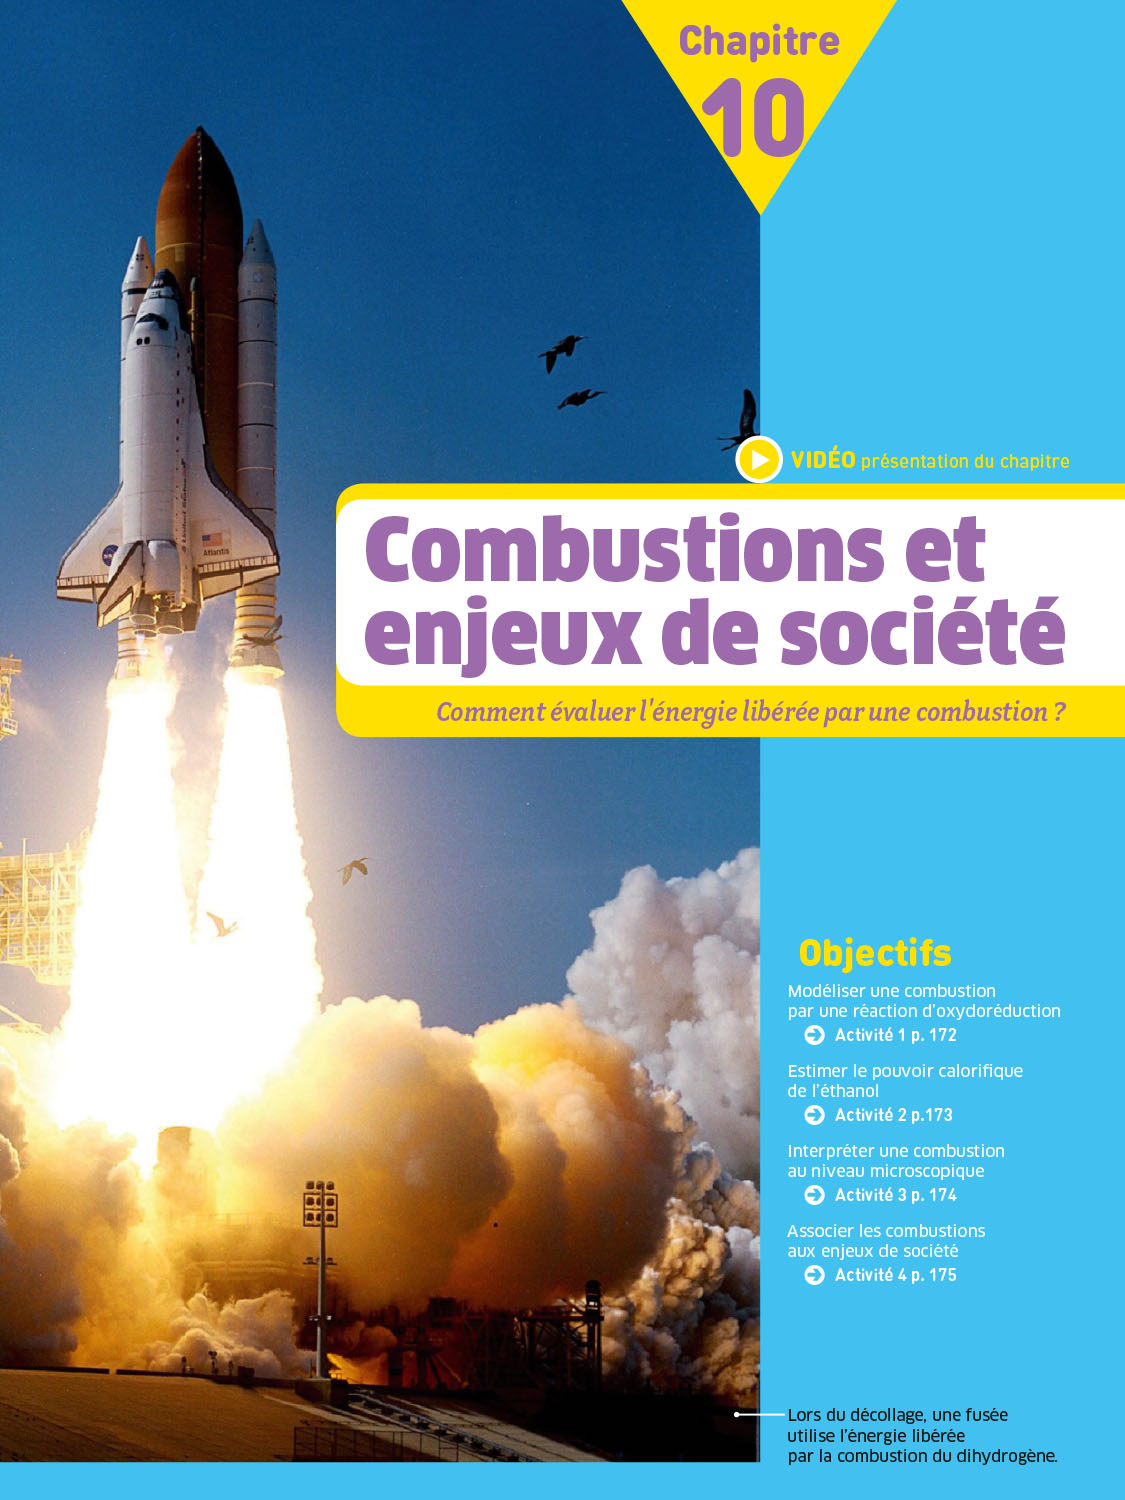 Chapitre
10
VIDÉO présentation du chapitre
Combustions et
enjeux de société
Comment évaluer l'énergie libérée par une combustion ?
Atlantis
Objectifs
Modéliser une combustion
par une réaction d'oxydoréduction
Activité 1 p. 172
Estimer le pouvoir calorifique
de l'éthanol
Activité 2 p.173
Interpréter une combustion
au niveau microscopique
Activité 3 p. 174
Associer les combustions
aux enjeux de société
Activité 4 p. 175
Lors du décollage, une fusée
utilise l'énergie libérée
par la combustion du dihydrogène.